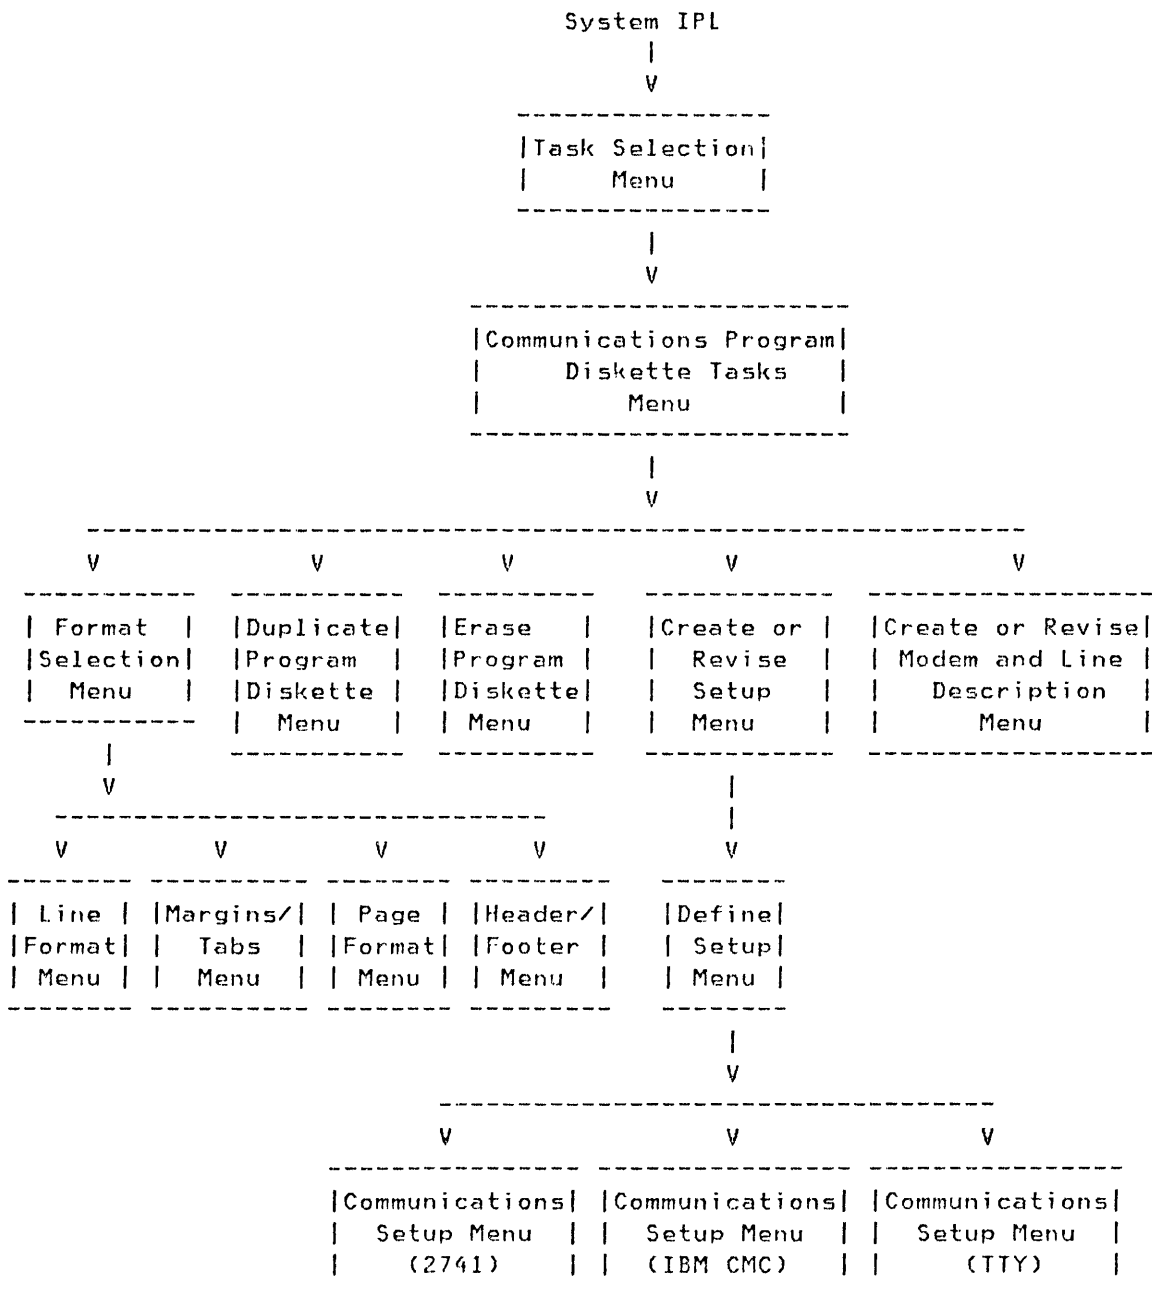 System IPL
|
V
----------------
|Task Selection|
|     Menu     |
----------------
|
V
------------------------
|Communications Program|
|    Diskette Tasks    |
|         Menu         |
------------------------
|
V
------------------------------------------------------------
V V V V V
----------- ----------- ---------- ------------ ------------------
| Format | |Duplicate| |Erase | |Create or | |Create or Revise|
|Selection| |Program | |Program | | Revise | | Modem and Line |
| Menu | |Diskette | |Diskette| | Setup | | Description |
----------- | Menu | | Menu | | Menu | | Menu |
| ----------- ---------- ------------ ------------------
V |
------------------------------- |
V V V V V
-------- ---------- -------- --------- --------
| Line | |Margins/| | Page | |Header/| |Define|
|Format| | Tabs | |Format| |Footer | | Setup|
| Menu | | Menu | | Menu | | Menu | | Menu |
-------- ---------- -------- --------- --------
|
V
-----------------------------------
V V V
---------------- ---------------- ----------------
|Communications| |Communications| |Communications|
| Setup Menu | | Setup Menu | | Setup Menu |
| (2741) | | (IBM CMC) | | (TTY) |